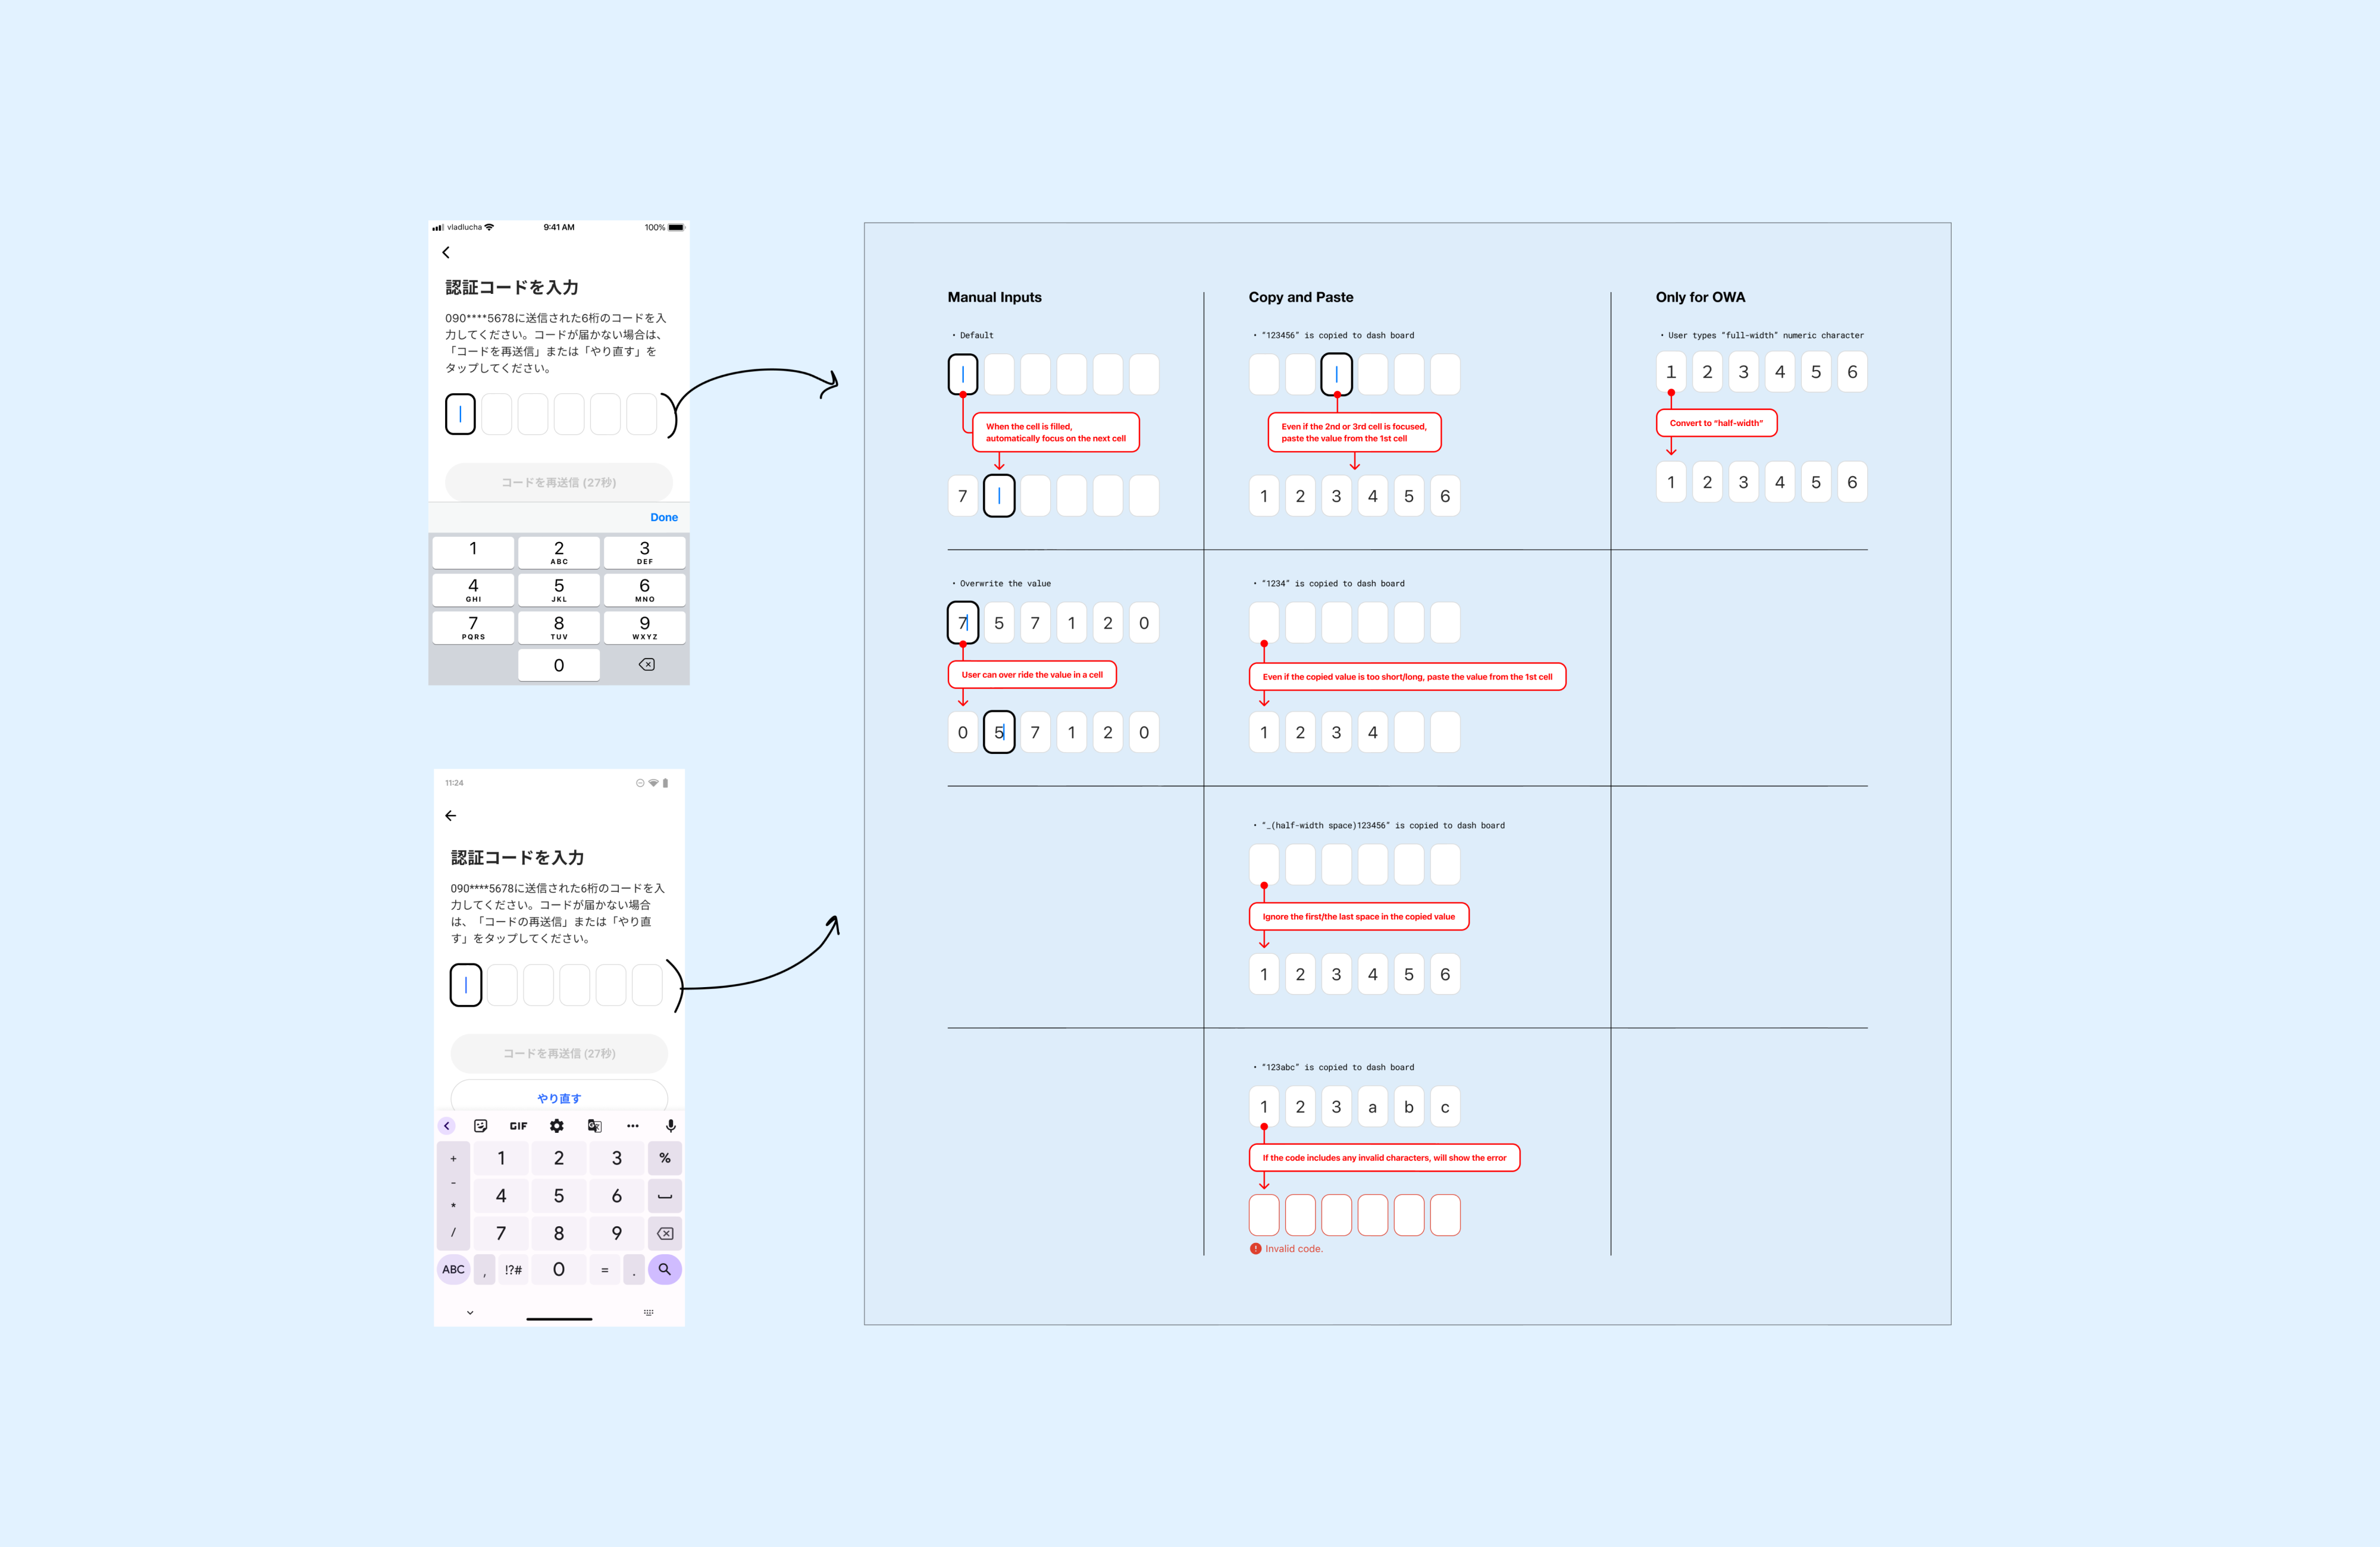 vladlucha
9:41 AM
100%
認証コードを入力
090****5678に送信された6桁のコードを入
力してください。コードが届かない場合は、
「コードを再送信」または「やり直す」を
タップしてください。
コードを再送信 (27秒)
Done
1
2
ABC
3
DEF
4
GHI
5
JKL
6
MNO
7
PQRS
8
TUV
9
WXYZ
0
11:24
認証コードを入力
090****5678に送信された6桁のコードを入
力してください。コードが届かない場合
は、「コードの再送信」または「やり直
す」をタップしてください。
コードを再送信 (27秒)
やり直す
GIF
+ 1 2 3 %
-
4 5 6
*
/ 7 8 9
ABC , !?# 0 = .
Manual Inputs
• Default
When the cell is filled,
automatically focus on the next cell
7
• Overwrite the value
7 5 7 1 2 0
User can over ride the value in a cell
0 5 7 1 2 0
Copy and Paste
• "123456" is copied to dash board
Even if the 2nd or 3rd cell is focused,
paste the value from the 1st cell
1 2 3 4 5 6
• "1234" is copied to dash board
Even if the copied value is too short/long, paste the value from the 1st cell
1 2 3 4
• "_(half-width space)123456" is copied to dash board
Ignore the first/the last space in the copied value
1 2 3 4 5 6
• "123abc" is copied to dash board
1 2 3 a b c
If the code includes any invalid characters, will show the error
Invalid code.
Only for OWA
• User types "full-width" numeric character
1 2 3 4 5 6
Convert to "half-width"
1 2 3 4 5 6